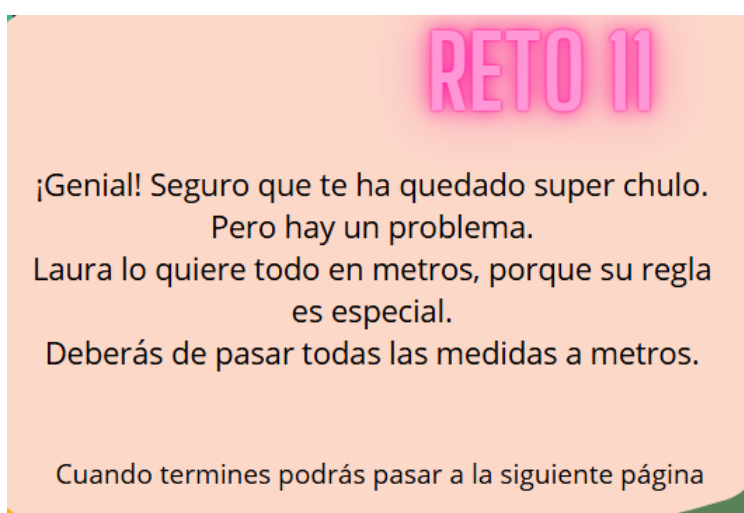 RETO 11
¡Genial! Seguro que te ha quedado super chulo.
Pero hay un problema.
Laura lo quiere todo en metros, porque su regla
es especial.
Deberás de pasar todas las medidas a metros.
Cuando termines podrás pasar a la siguiente página